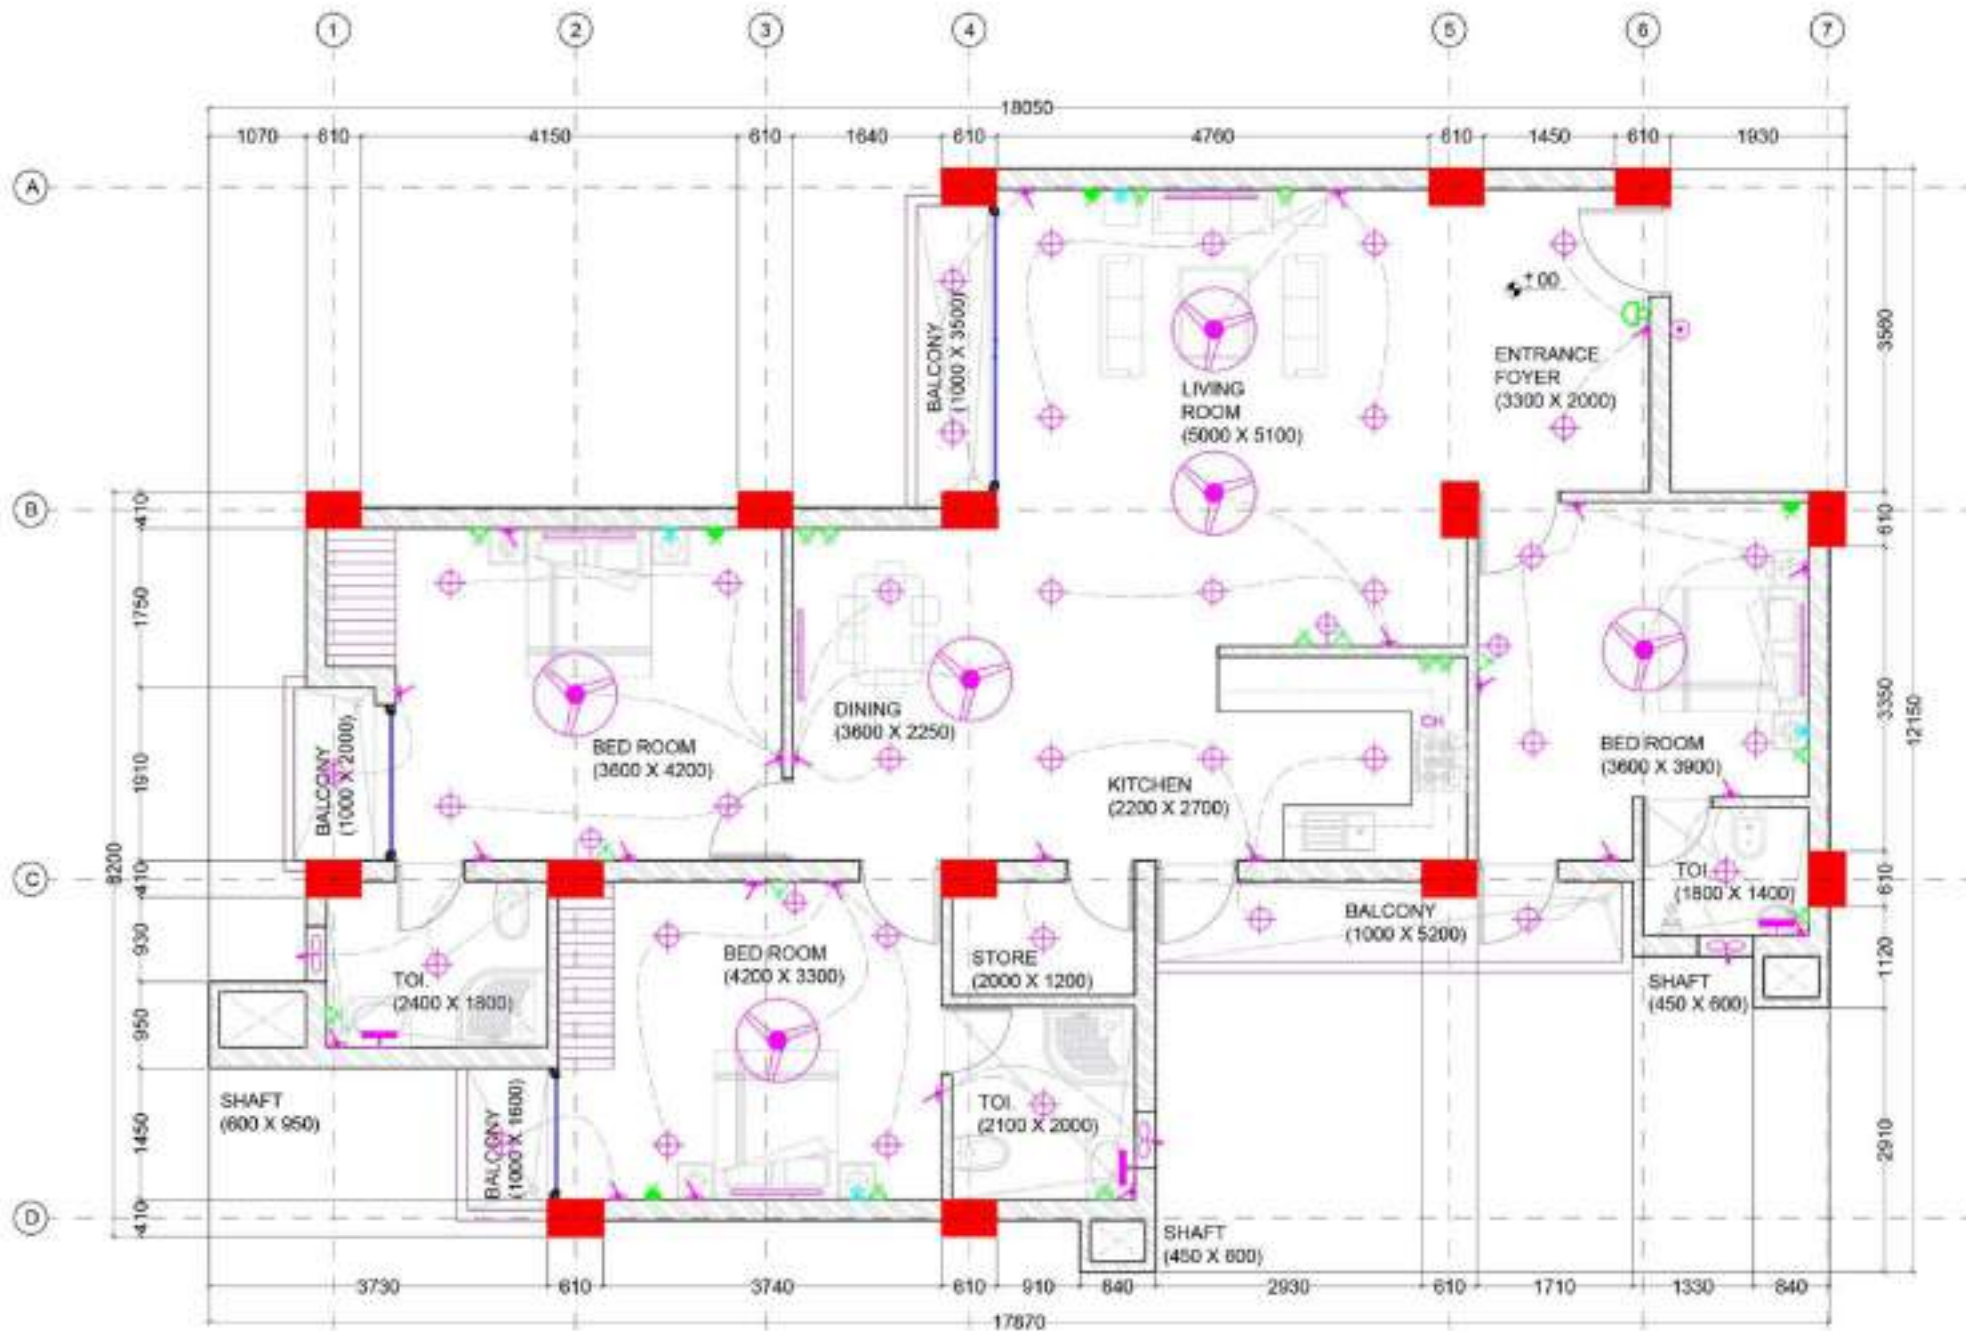 1 2 3 4 5 6 7
18050
1070 610 4150 610 1640 610 4760 610 1450 610 1930
A
B
C
D
±00
BALCONY
(1000 X 3500)
LIVING
ROOM
(5000 X 5100)
ENTRANCE
FOYER
(3300 X 2000)
3580
610
3350
12150
610
1120
2910
410
1750
1910
8200
410
930
950
1450
410
BALCONY
(1000 X 2000)
BED ROOM
(3600 X 4200)
DINING
(3600 X 2250)
KITCHEN
(2200 X 2700)
CH
BED ROOM
(3600 X 3900)
TOI.
(1800 X 1400)
BALCONY
(1000 X 5200)
TOI.
(2400 X 1800)
BED ROOM
(4200 X 3300)
STORE
(2000 X 1200)
SHAFT
(450 X 600)
SHAFT
(600 X 950)
BALCONY
(1000 X 1600)
TOI.
(2100 X 2000)
SHAFT
(450 X 600)
3730 610 3740 610 910 840 2930 610 1710 1330 840
17870